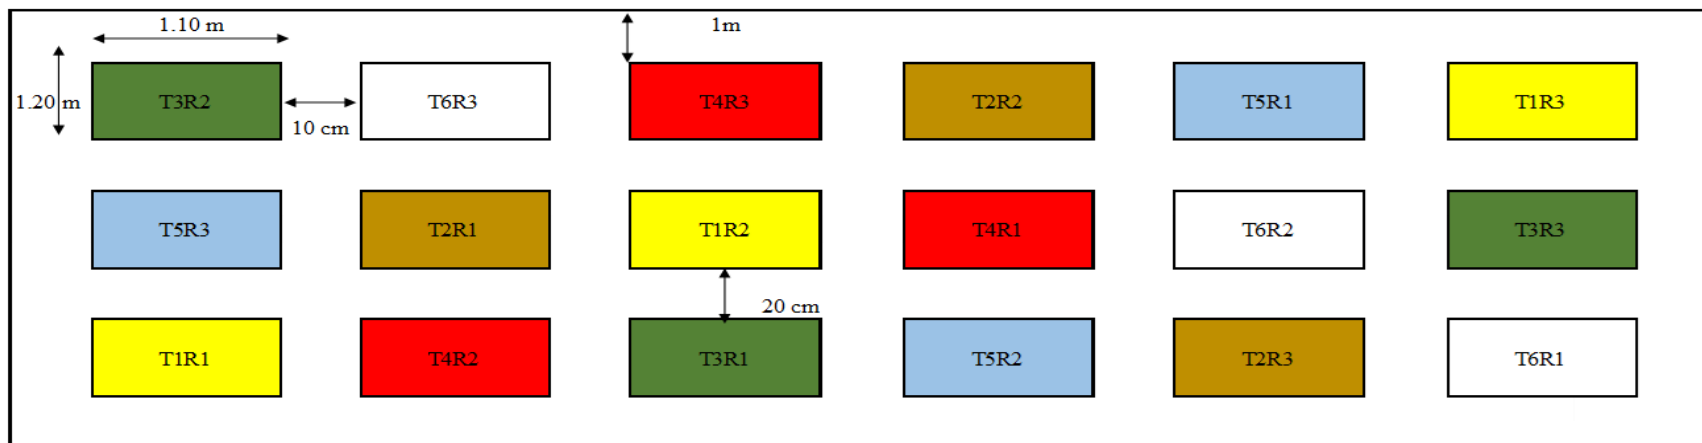 1.10 m
1m
1.20 m
T3R2
T6R3
T4R3
T2R2
T5R1
T1R3
10 cm
T5R3
T2R1
T1R2
T4R1
T6R2
T3R3
20 cm
T1R1
T4R2
T3R1
T5R2
T2R3
T6R1